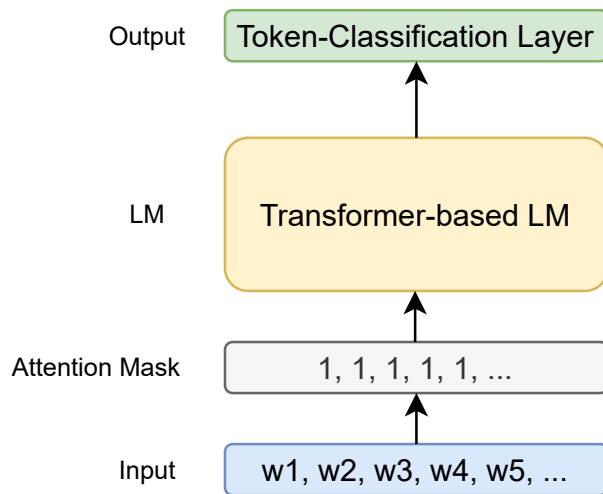 Output
Token-Classification Layer
LM
Transformer-based LM
Attention Mask
1, 1, 1, 1, 1, ...
Input
w1, w2, w3, w4, w5, ...